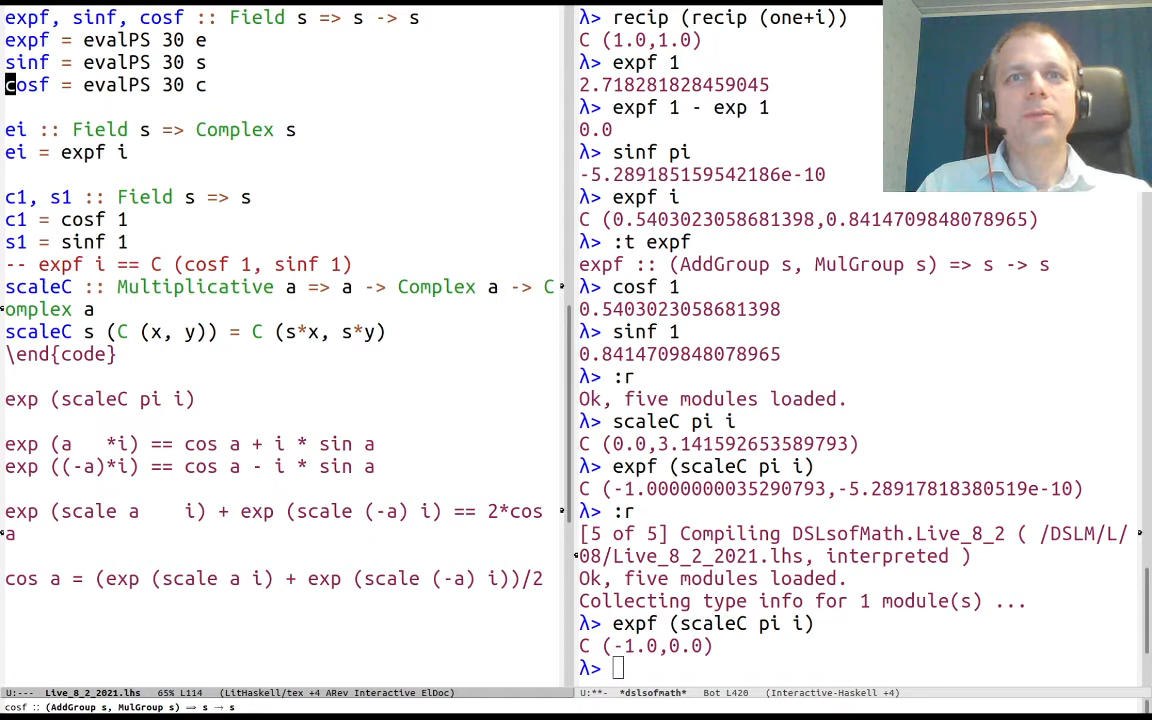 expf, sinf, cosf :: Field s => s -> s
expf = evalPS 30 e
sinf = evalPS 30 s
cosf = evalPS 30 c
ei :: Field s => Complex s
ei = expf i
c1, s1 :: Field s => s
c1 = cosf 1
s1 = sinf 1
-- expf i == C (cosf 1, sinf 1)
scaleC :: Multiplicative a => a -> Complex a -> C
omplex a
scaleC s (C (x, y)) = C (s*x, s*y)
\end{code}
exp (scaleC pi i)
exp (a   *i) == cos a + i * sin a
exp ((-a)*i) == cos a - i * sin a
exp (scale a    i) + exp (scale (-a) i) == 2*cos
a
cos a = (exp (scale a i) + exp (scale (-a) i))/2
U:---  Live_8_2_2021.lhs   65% L114   (LitHaskell/tex +4 ARev Interactive ElDoc)
cosf :: (AddGroup s, MulGroup s) ⇒ s → s
λ> recip (recip (one+i))
C (1.0,1.0)
λ> expf 1
2.718281828459045
λ> expf 1 - exp 1
0.0
λ> sinf pi
-5.289185159542186e-10
λ> expf i
C (0.5403023058681398,0.8414709848078965)
λ> :t expf
expf :: (AddGroup s, MulGroup s) => s -> s
λ> cosf 1
0.5403023058681398
λ> sinf 1
0.8414709848078965
λ> :r
Ok, five modules loaded.
λ> scaleC pi i
C (0.0,3.141592653589793)
λ> expf (scaleC pi i)
C (-1.0000000035290793,-5.28917818380519e-10)
λ> :r
[5 of 5] Compiling DSLsofMath.Live_8_2 ( /DSLM/L/
08/Live_8_2_2021.lhs, interpreted )
Ok, five modules loaded.
Collecting type info for 1 module(s) ...
λ> expf (scaleC pi i)
C (-1.0,0.0)
λ>
U:**-  *dslsofmath*   Bot L420   (Interactive-Haskell +4)